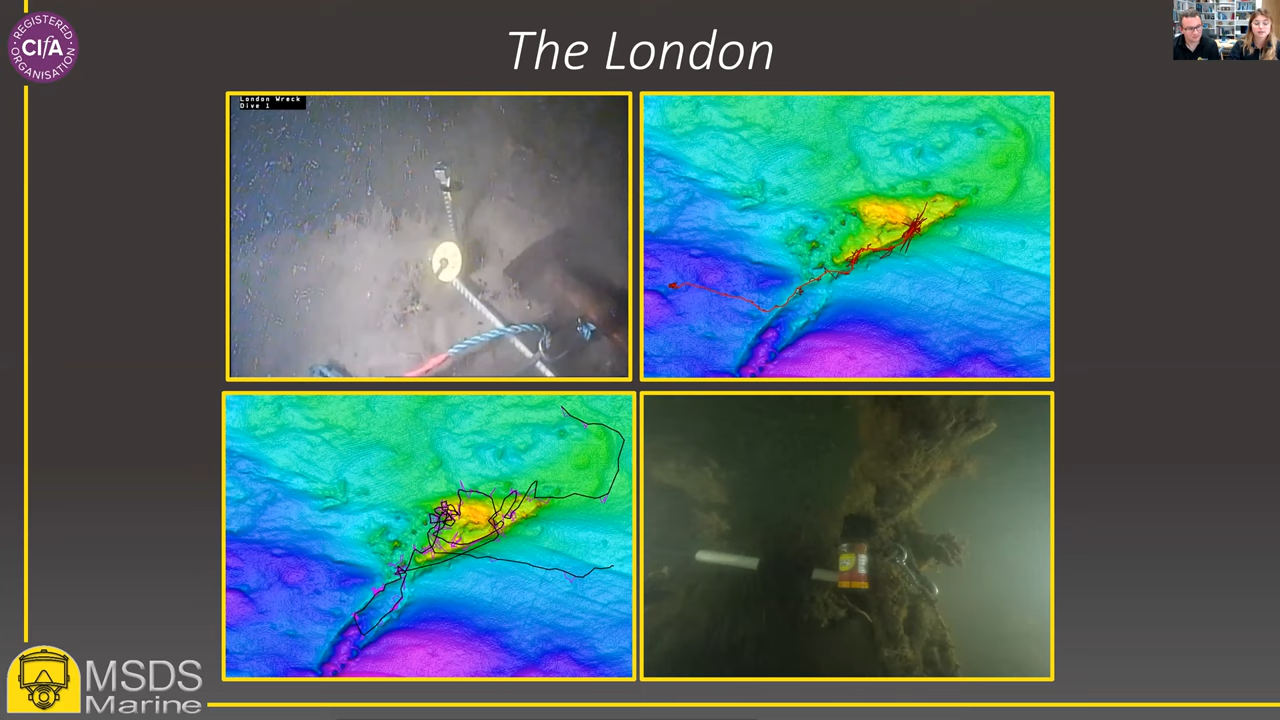 REGISTERED
CIfA
ORGANISATION
The London
London Wreck
Dive 1
MSDS
Marine